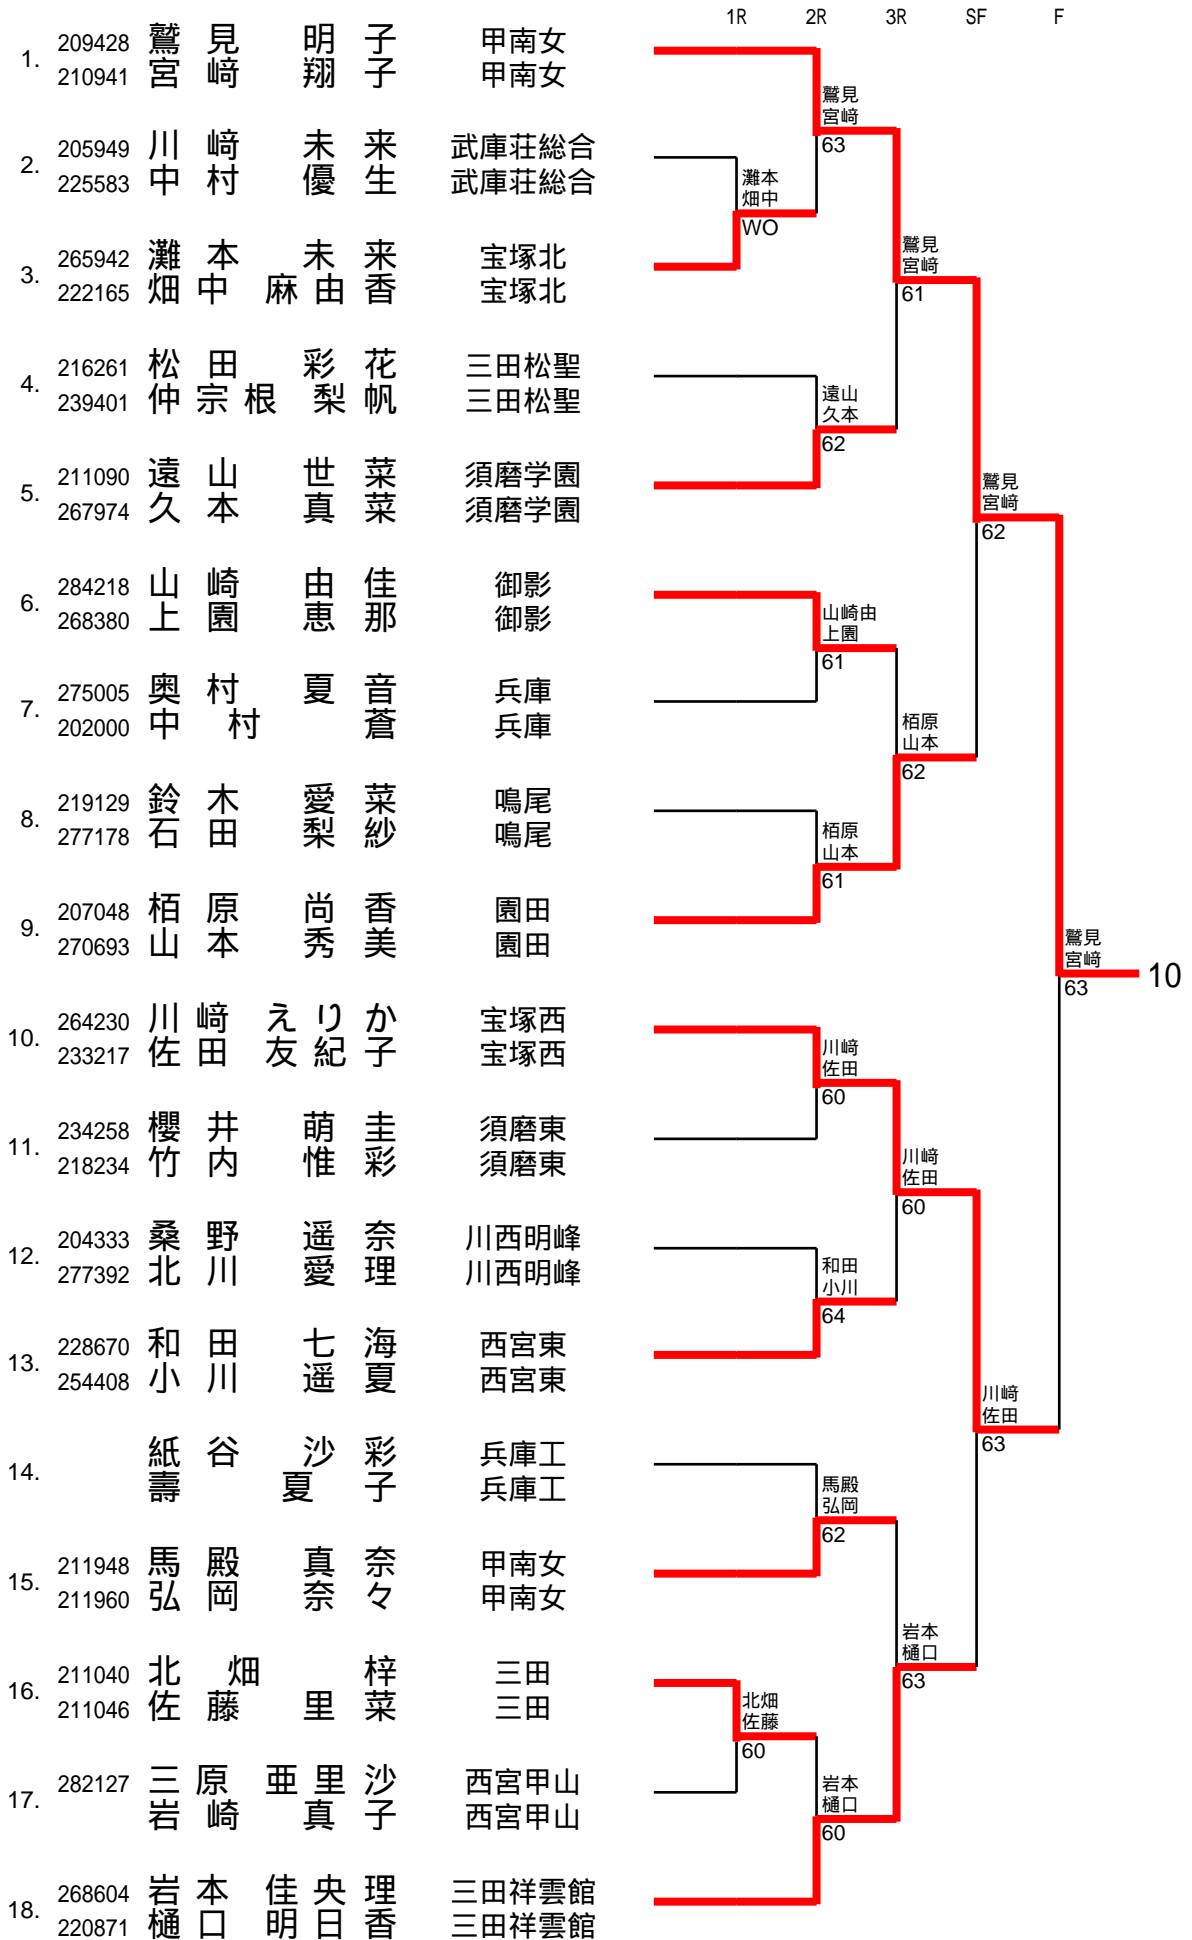 1R 2R 3R SF F
1. 209428 鷲見 明子 甲南女
210941 宮﨑 翔子 甲南女
鷲見
宮﨑
63
2. 205949 川﨑 未来 武庫荘総合
225583 中村 優生 武庫荘総合
灘本
畑中
WO
3. 265942 灘本 未来 宝塚北
222165 畑中 麻由香 宝塚北
鷲見
宮﨑
61
4. 216261 松田 彩花 三田松聖
239401 仲宗根 梨帆 三田松聖
遠山
久本
62
5. 211090 遠山 世菜 須磨学園
267974 久本 真菜 須磨学園
鷲見
宮﨑
62
6. 284218 山崎 由佳 御影
268380 上園 恵那 御影
山崎由
上園
61
7. 275005 奥村 夏音 兵庫
202000 中村 蒼 兵庫
栢原
山本
62
8. 219129 鈴木 愛菜 鳴尾
277178 石田 梨紗 鳴尾
栢原
山本
61
9. 207048 栢原 尚香 園田
270693 山本 秀美 園田
鷲見
宮﨑
63
10
10. 264230 川﨑 えりか 宝塚西
233217 佐田 友紀子 宝塚西
川﨑
佐田
60
11. 234258 櫻井 萌圭 須磨東
218234 竹内 惟彩 須磨東
川﨑
佐田
60
12. 204333 桑野 遥奈 川西明峰
277392 北川 愛理 川西明峰
和田
小川
64
13. 228670 和田 七海 西宮東
254408 小川 遥夏 西宮東
川﨑
佐田
63
14. 紙谷 沙彩 兵庫工
壽 夏子 兵庫工
馬殿
弘岡
62
15. 211948 馬殿 真奈 甲南女
211960 弘岡 奈々 甲南女
岩本
樋口
63
16. 211040 北畑 梓 三田
211046 佐藤 里菜 三田
北畑
佐藤
60
17. 282127 三原 亜里沙 西宮甲山
岩崎 真子 西宮甲山
岩本
樋口
60
18. 268604 岩本 佳央理 三田祥雲館
220871 樋口 明日香 三田祥雲館